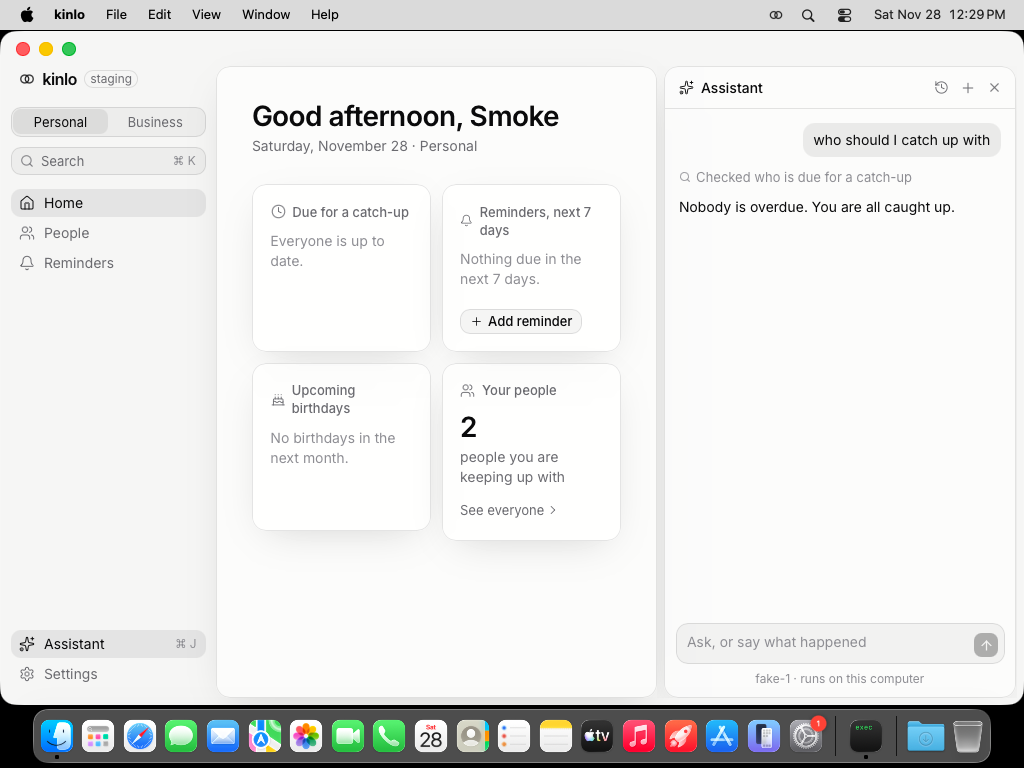 kinlo File Edit View Window Help Sat Nov 28 12:29 PM
kinlo staging
Personal Business
Search ⌘ K
Home
People
Reminders
Assistant ⌘ J
Settings
Good afternoon, Smoke
Saturday, November 28 · Personal
Due for a catch-up
Everyone is up to
date.
Reminders, next 7
days
Nothing due in the
next 7 days.
Add reminder
Upcoming
birthdays
No birthdays in the
next month.
Your people
2
people you are
keeping up with
See everyone
Assistant
who should I catch up with
Checked who is due for a catch-up
Nobody is overdue. You are all caught up.
Ask, or say what happened
fake-1 · runs on this computer
Sat
28
tv
1
exec